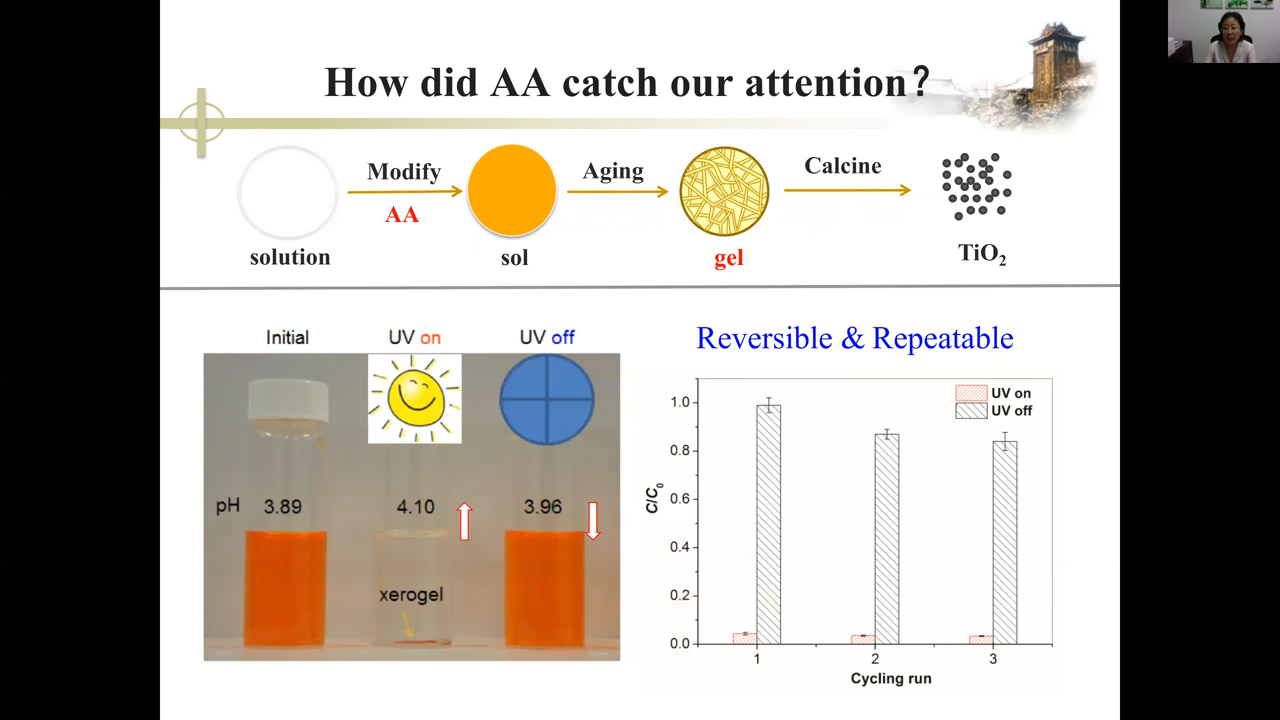 How did AA catch our attention?
Modify
AA
Aging
Calcine
solution
sol
gel
TiO₂
Initial
UV on
UV off
pH 3.89
4.10
3.96
xerogel
Reversible & Repeatable
UV on
UV off
C/C₀
1.0
0.8
0.6
0.4
0.2
0.0
1
2
3
Cycling run